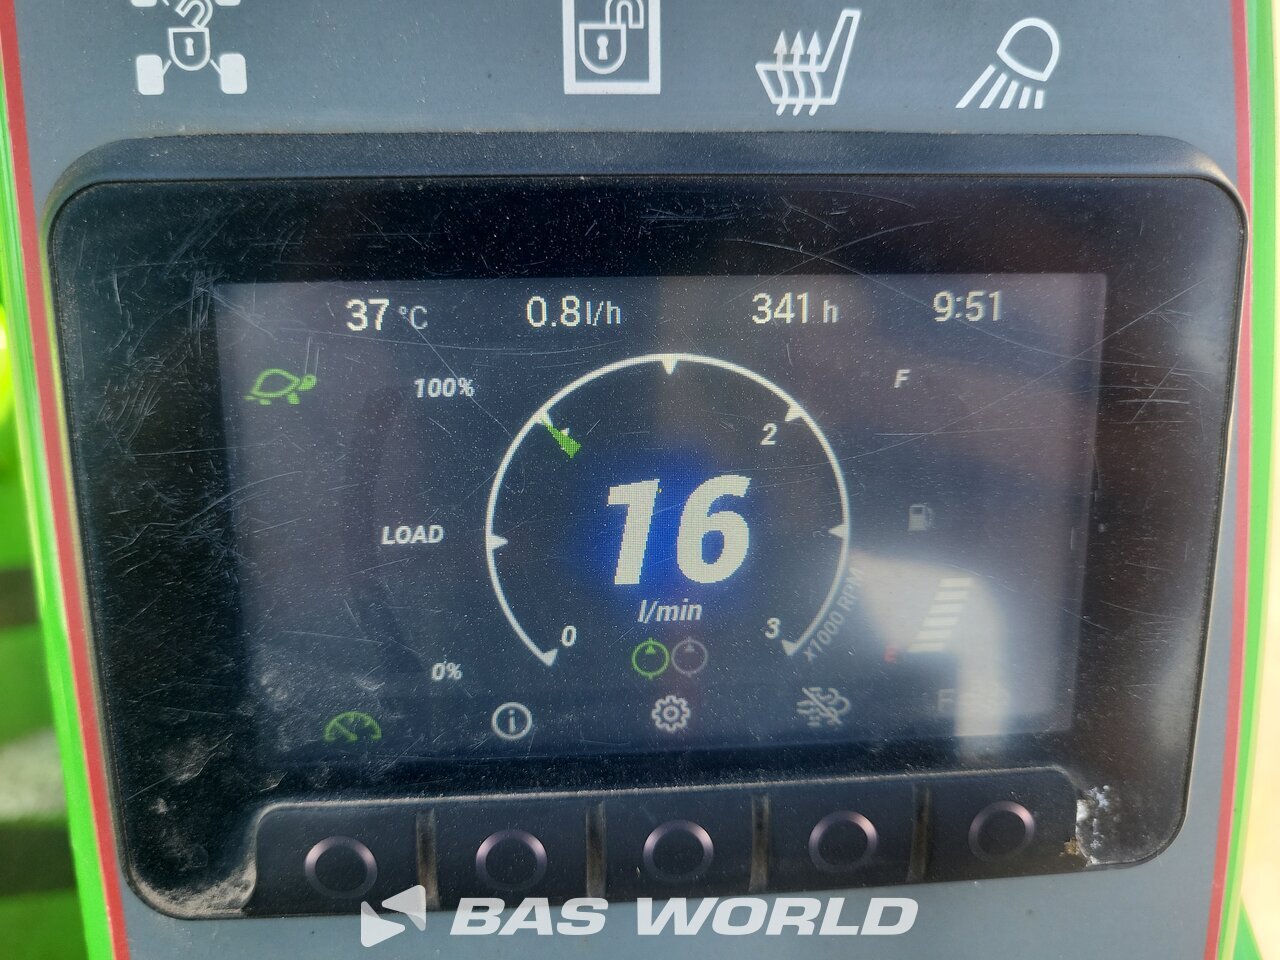 37 °C 0.8 l/h 341 h 9:51
100% F
2
LOAD
16
l/min
0 3 x1000 RPM
0%
BAS WORLD